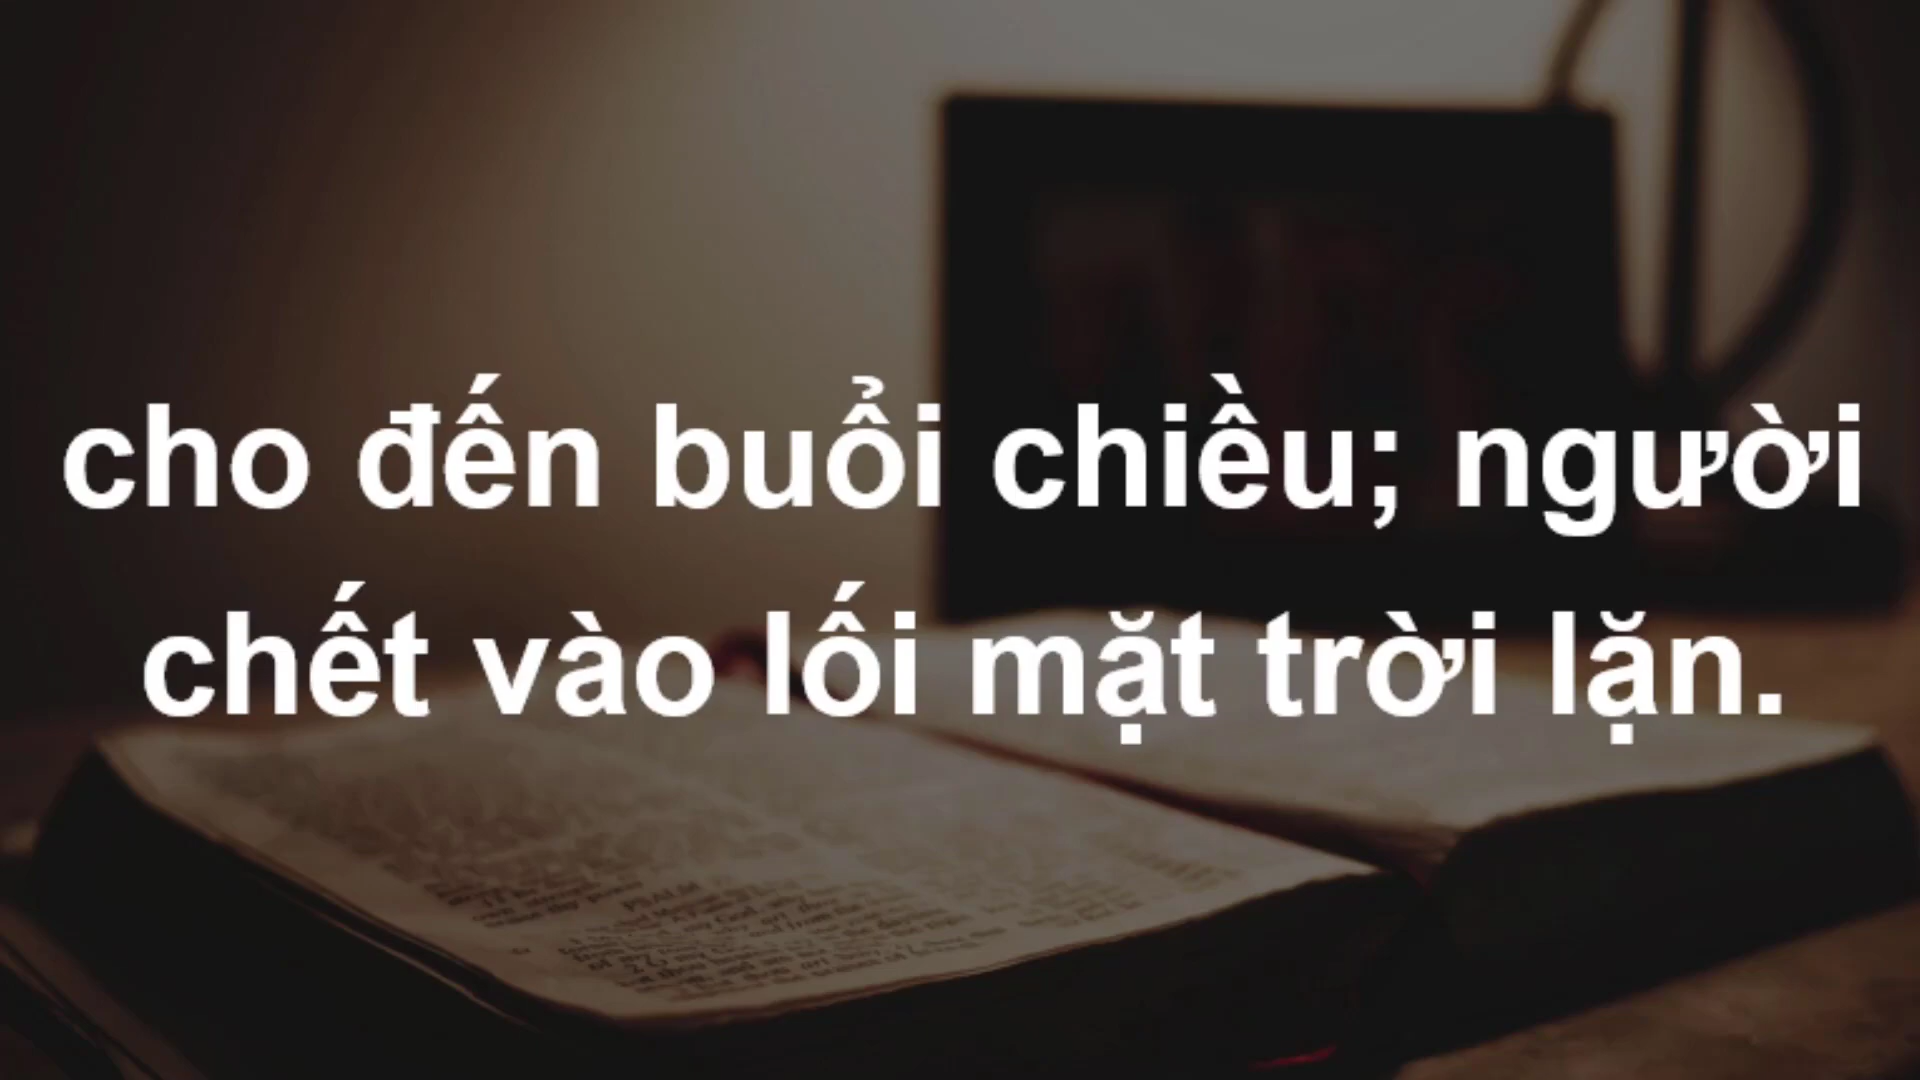 cho đến buổi chiều; người
chết vào lối mặt trời lặn.